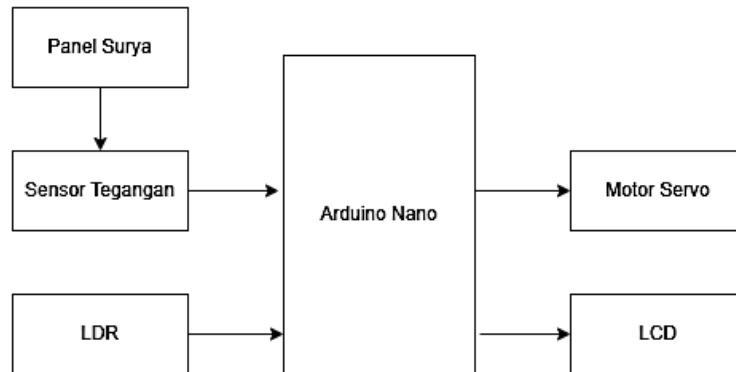 Panel Surya
Sensor Tegangan
LDR
Arduino Nano
Motor Servo
LCD